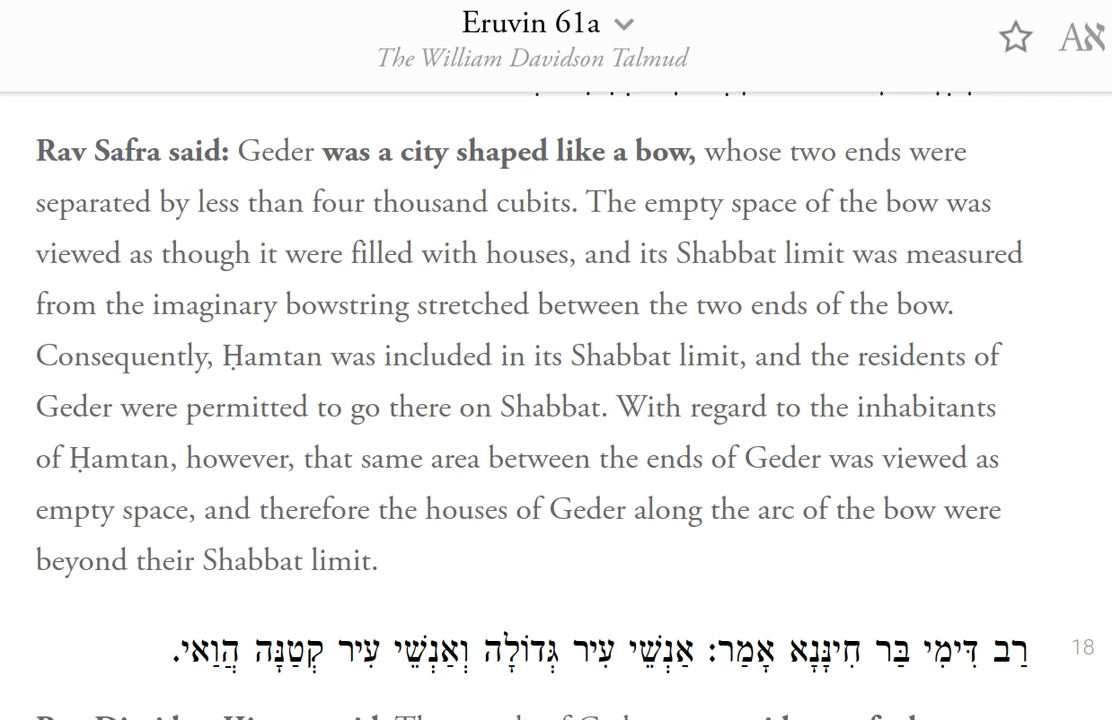 Eruvin 61a
The William Davidson Talmud
Aא
Rav Safra said: Geder was a city shaped like a bow, whose two ends were
separated by less than four thousand cubits. The empty space of the bow was
viewed as though it were filled with houses, and its Shabbat limit was measured
from the imaginary bowstring stretched between the two ends of the bow.
Consequently, Ḥamtan was included in its Shabbat limit, and the residents of
Geder were permitted to go there on Shabbat. With regard to the inhabitants
of Ḥamtan, however, that same area between the ends of Geder was viewed as
empty space, and therefore the houses of Geder along the arc of the bow were
beyond their Shabbat limit.
רַב דִּימִי בַּר חִינָּנָא אָמַר: אַנְשֵׁי עִיר גְּדוֹלָה וְאַנְשֵׁי עִיר קְטַנָּה הֲוַאי.
18